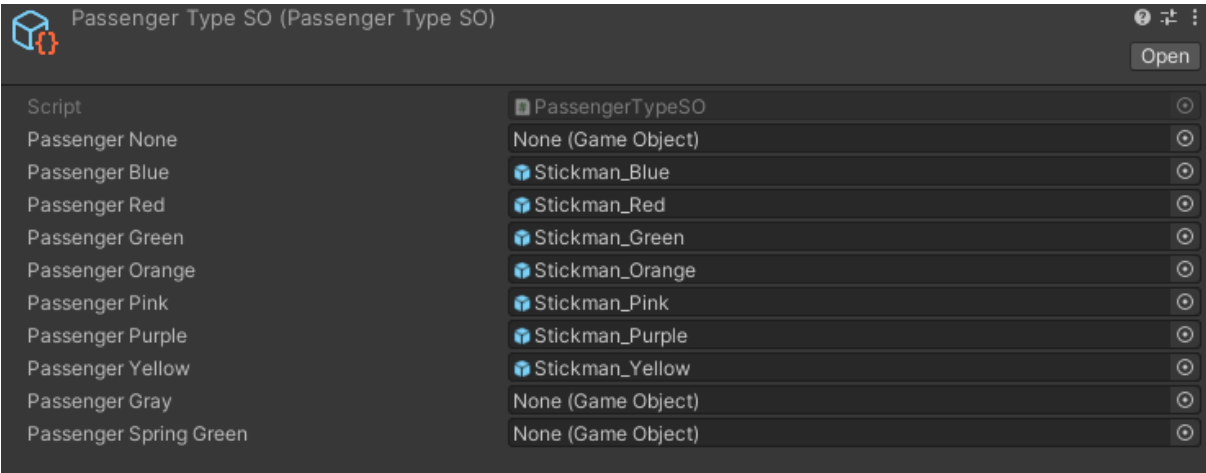 Passenger Type SO (Passenger Type SO)
Open
Script PassengerTypeSO
Passenger None None (Game Object)
Passenger Blue Stickman_Blue
Passenger Red Stickman_Red
Passenger Green Stickman_Green
Passenger Orange Stickman_Orange
Passenger Pink Stickman_Pink
Passenger Purple Stickman_Purple
Passenger Yellow Stickman_Yellow
Passenger Gray None (Game Object)
Passenger Spring Green None (Game Object)